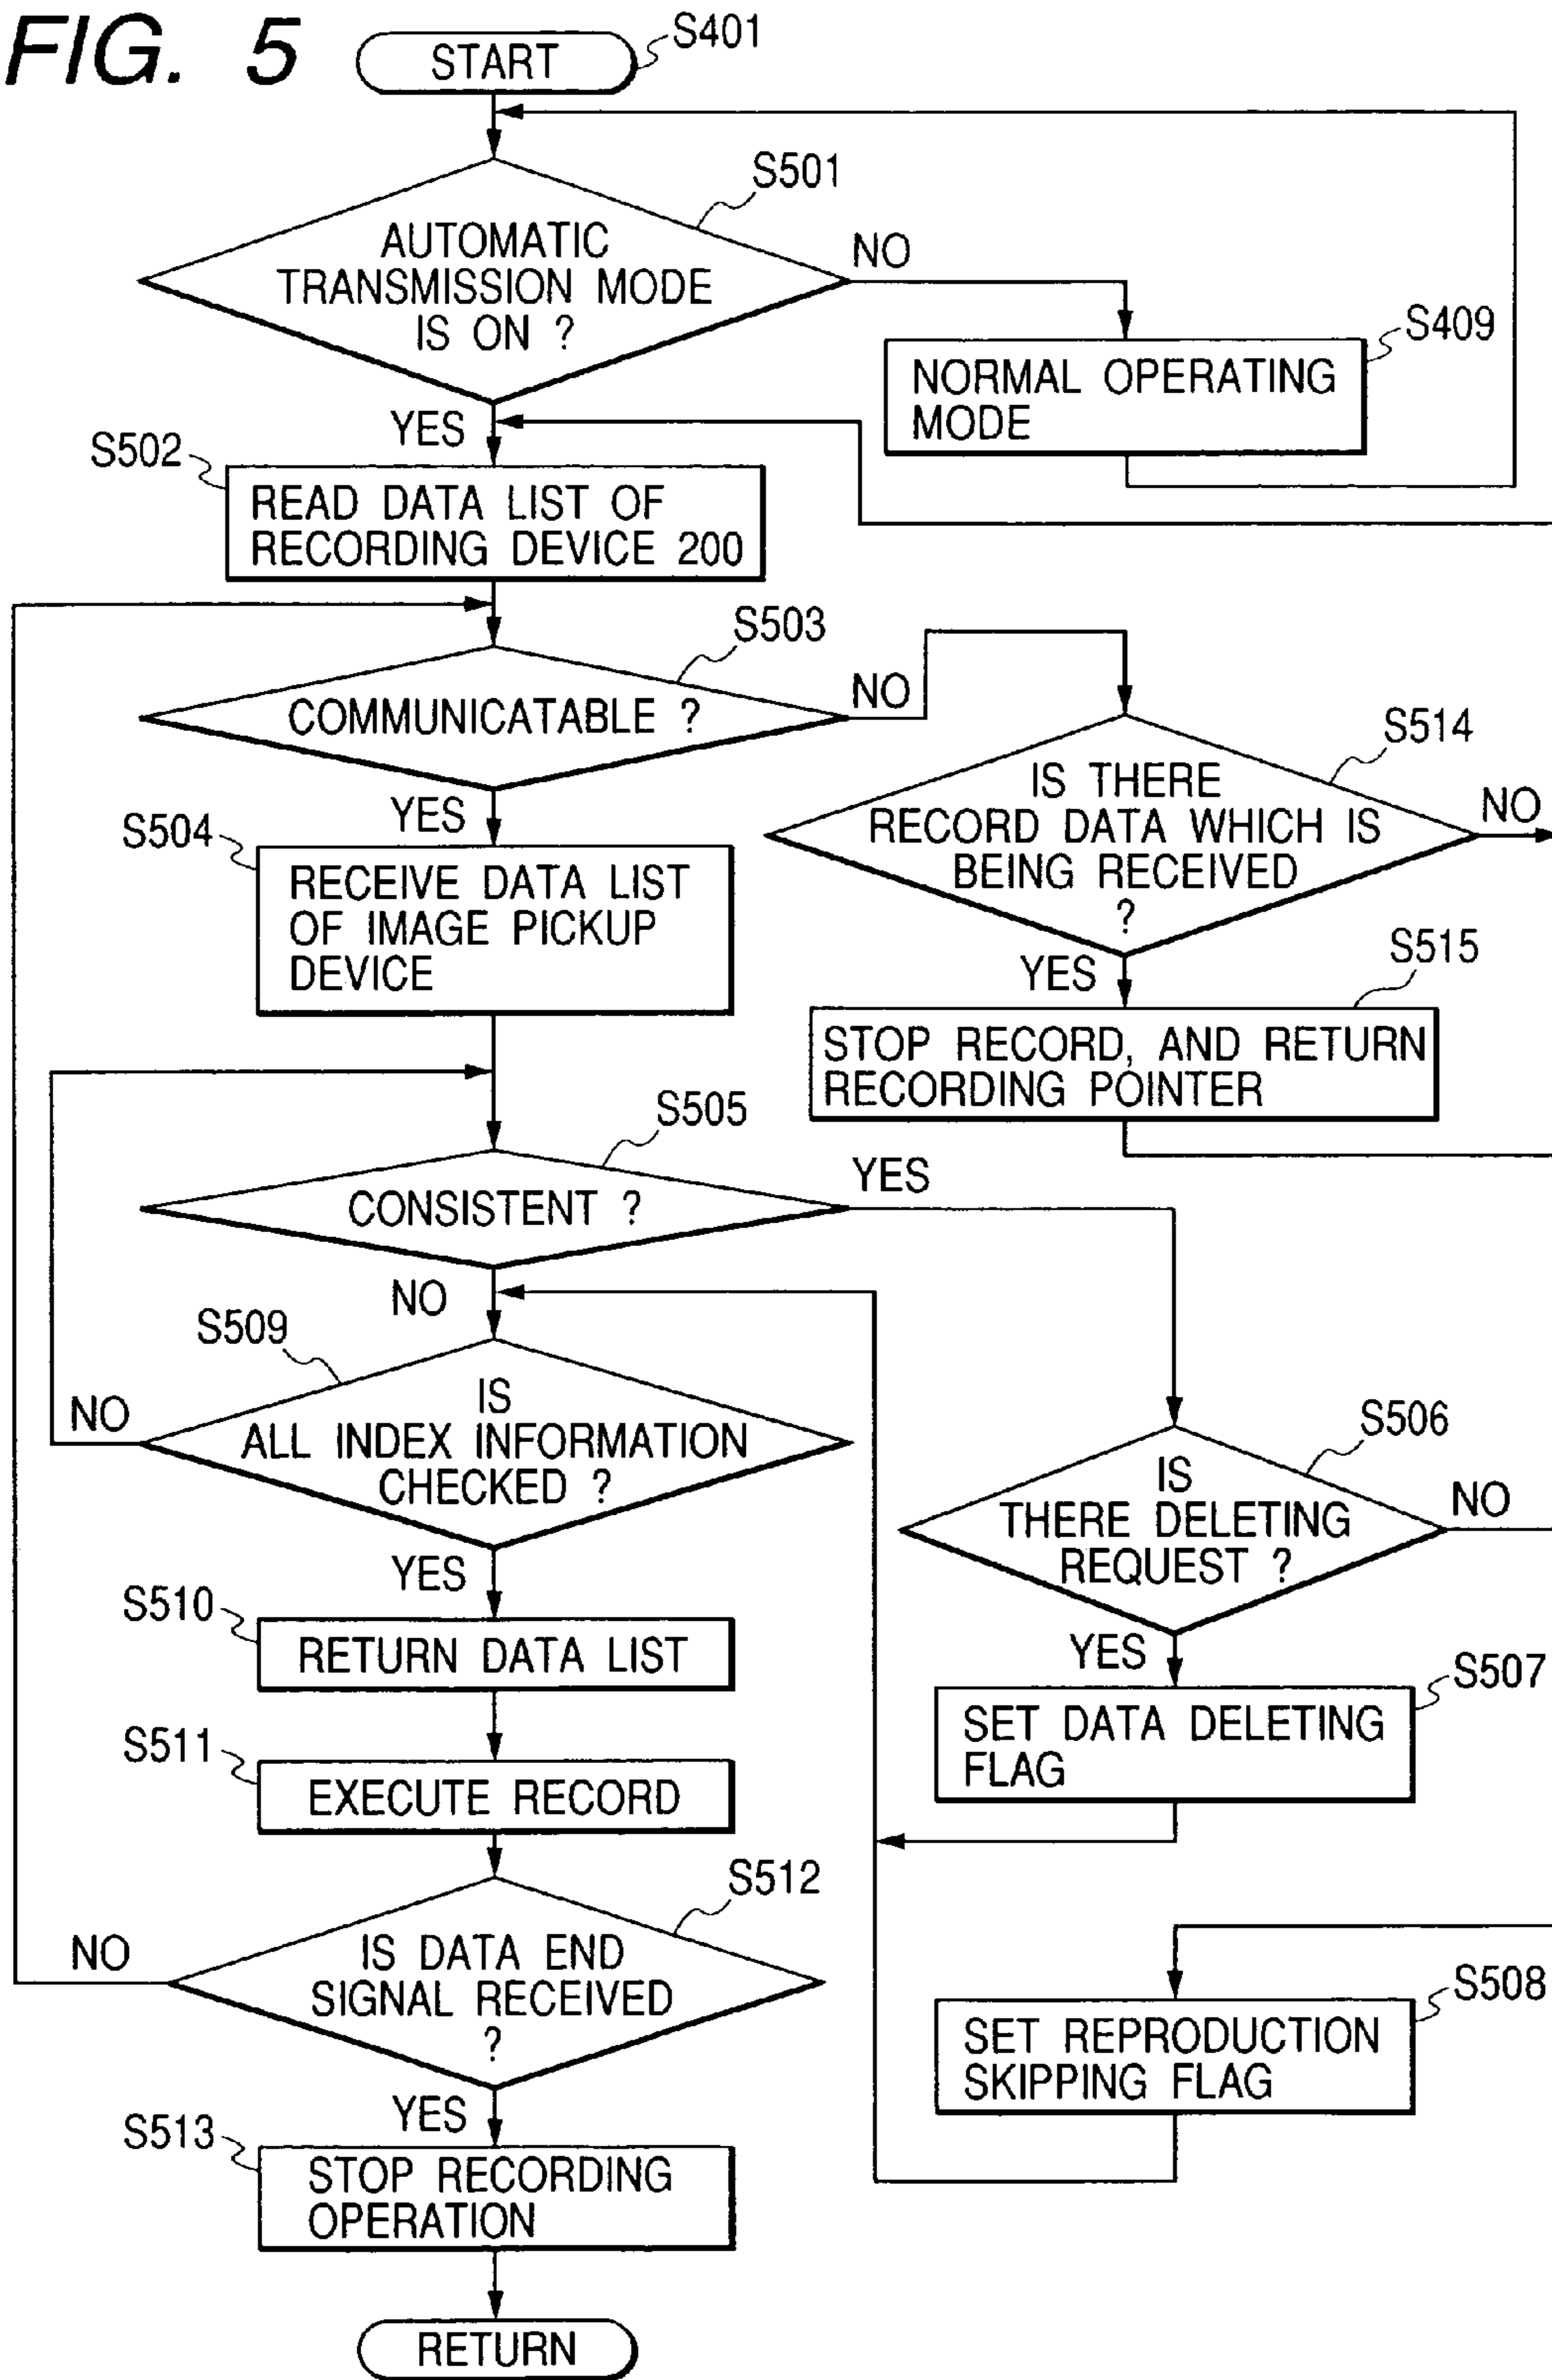 FIG. 5
START
S401
S501
AUTOMATIC
TRANSMISSION MODE
IS ON ?
NO
S409
NORMAL OPERATING
MODE
YES
S502
READ DATA LIST OF
RECORDING DEVICE 200
S503
COMMUNICATABLE ?
NO
S514
IS THERE
RECORD DATA WHICH IS
BEING RECEIVED
?
NO
YES
S504
RECEIVE DATA LIST
OF IMAGE PICKUP
DEVICE
YES
S515
STOP RECORD, AND RETURN
RECORDING POINTER
S505
CONSISTENT ?
YES
NO
S509
IS
ALL INDEX INFORMATION
CHECKED ?
NO
S506
IS
THERE DELETING
REQUEST ?
NO
YES
S510
RETURN DATA LIST
YES
S507
SET DATA DELETING
FLAG
S511
EXECUTE RECORD
S512
IS DATA END
SIGNAL RECEIVED
?
NO
S508
SET REPRODUCTION
SKIPPING FLAG
YES
S513
STOP RECORDING
OPERATION
RETURN